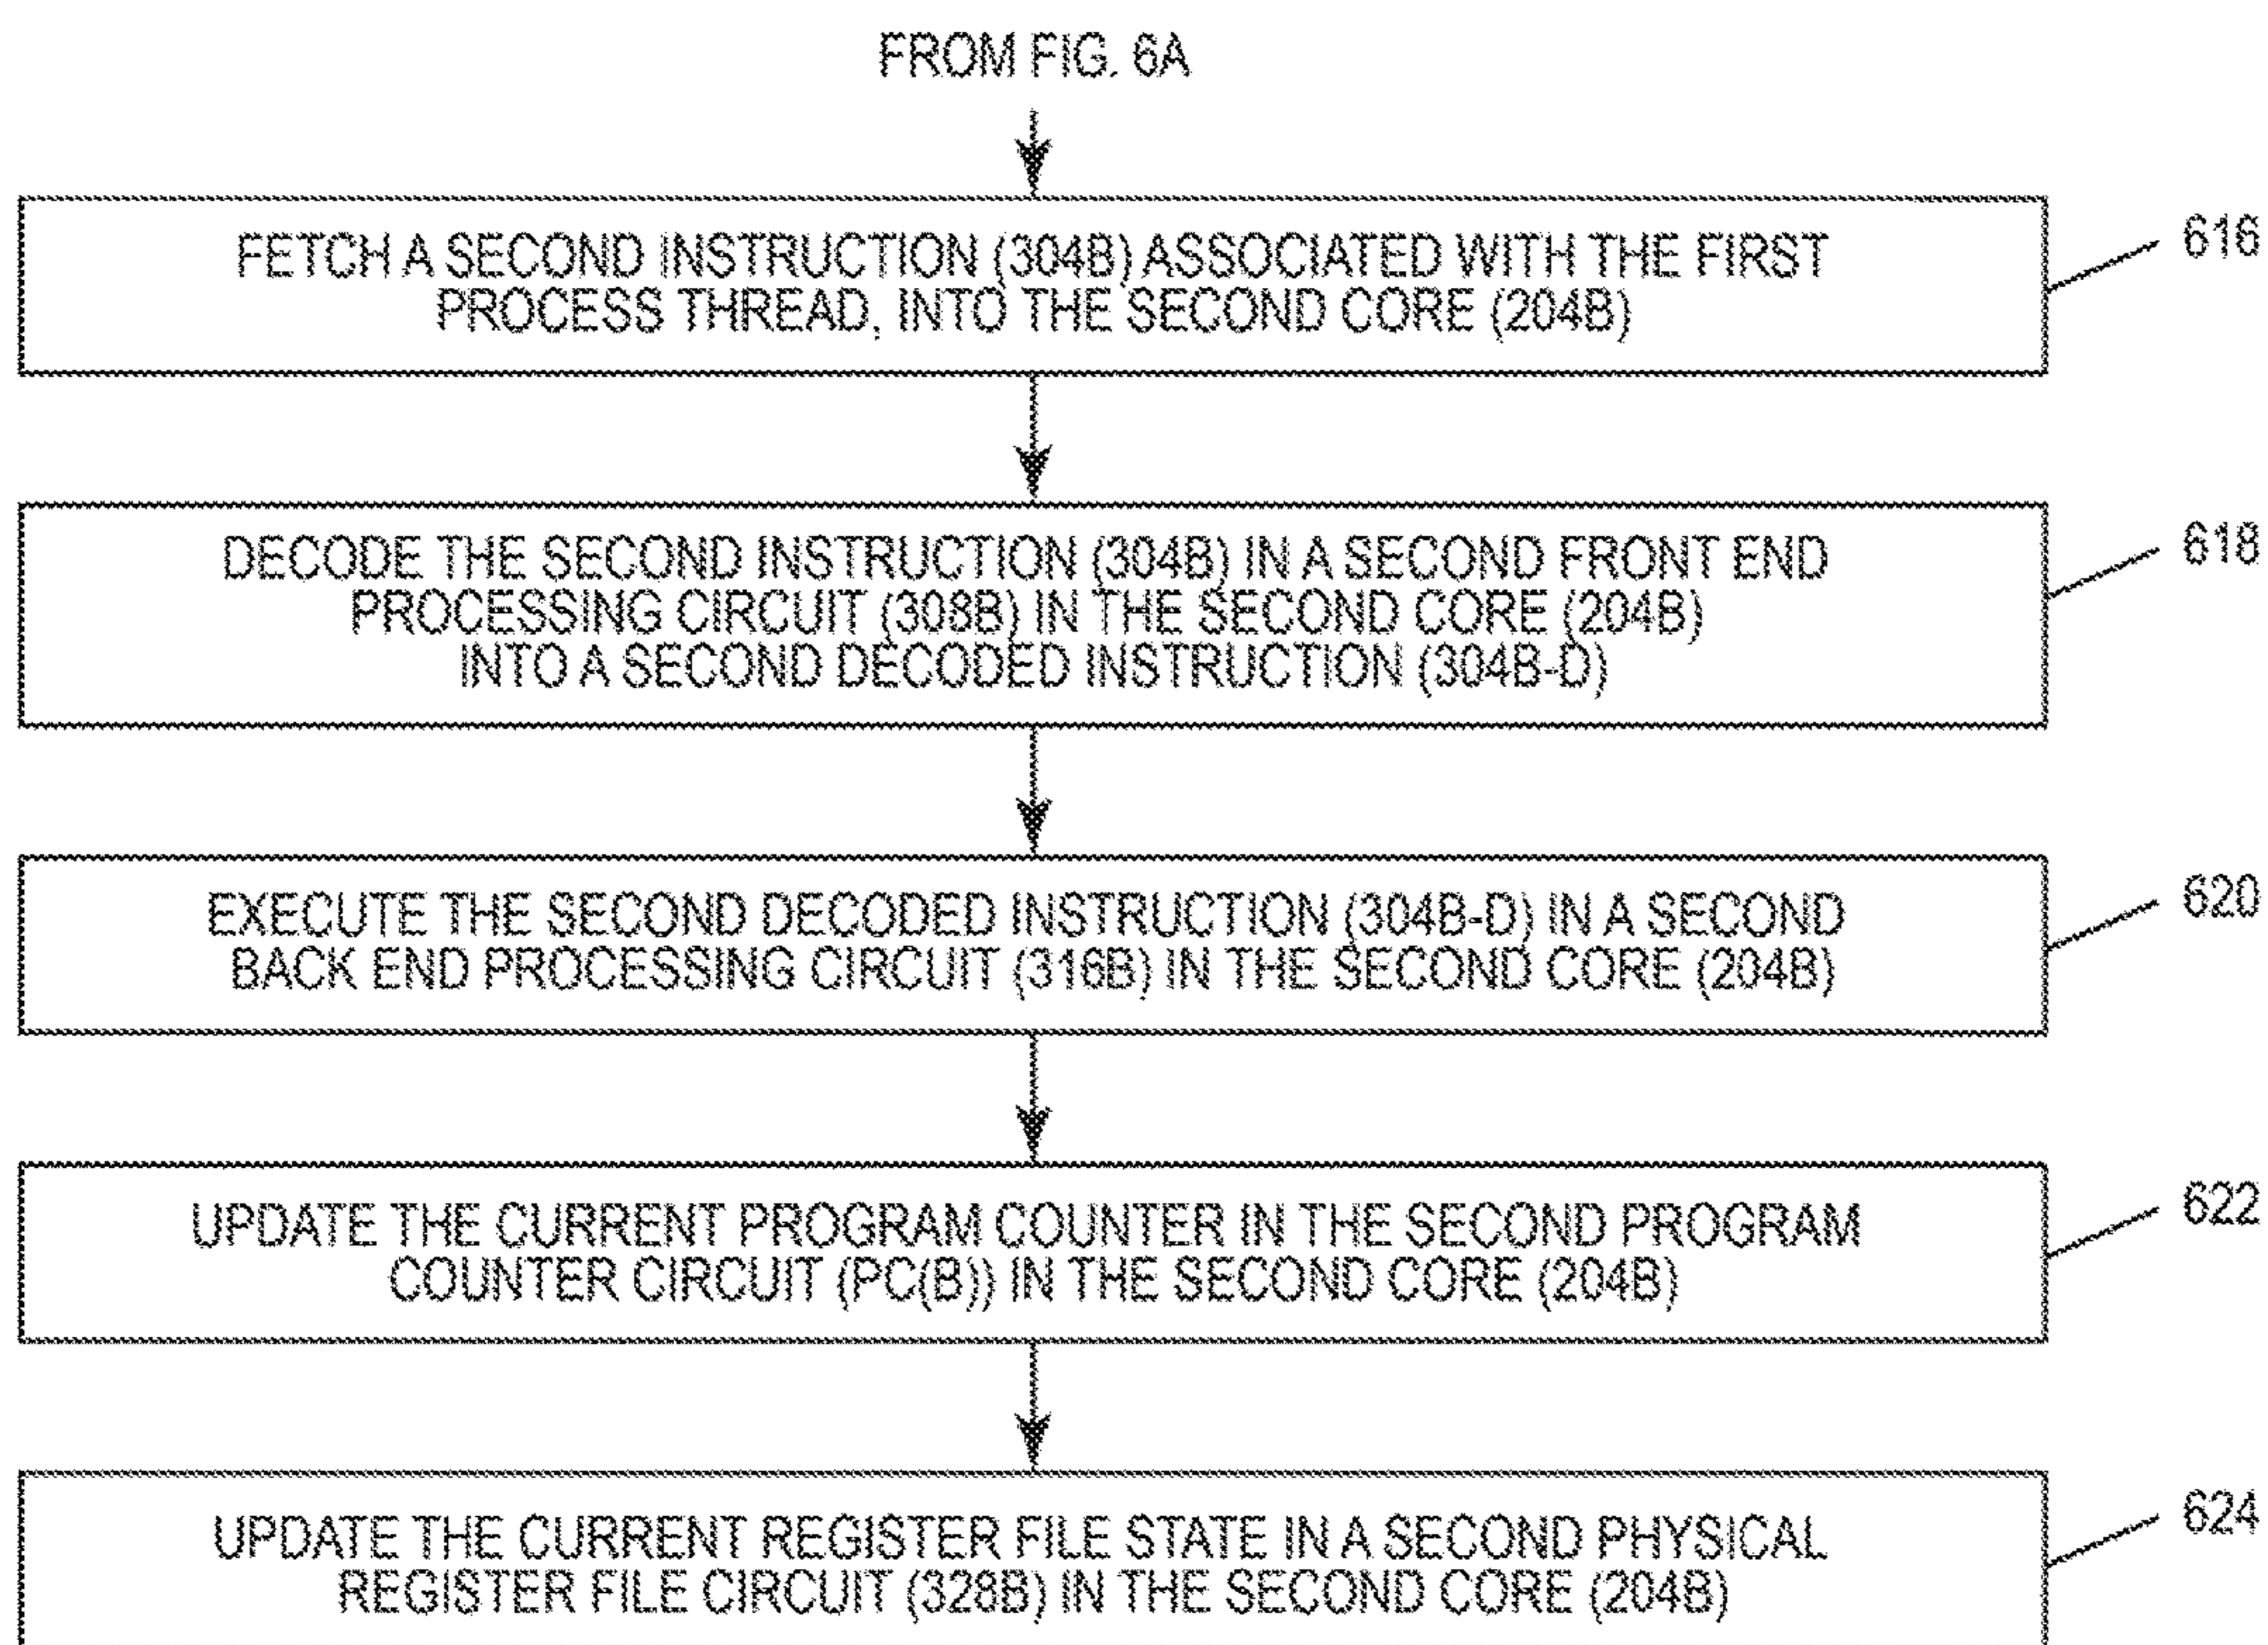 FROM FIG. 6A
FETCH A SECOND INSTRUCTION (304B) ASSOCIATED WITH THE FIRST
PROCESS THREAD, INTO THE SECOND CORE (204B)
616
DECODE THE SECOND INSTRUCTION (304B) IN A SECOND FRONT END
PROCESSING CIRCUIT (308B) IN THE SECOND CORE (204B)
INTO A SECOND DECODED INSTRUCTION (304B-D)
618
EXECUTE THE SECOND DECODED INSTRUCTION (304B-D) IN A SECOND
BACK END PROCESSING CIRCUIT (316B) IN THE SECOND CORE (204B)
620
UPDATE THE CURRENT PROGRAM COUNTER IN THE SECOND PROGRAM
COUNTER CIRCUIT (PC(B)) IN THE SECOND CORE (204B)
622
UPDATE THE CURRENT REGISTER FILE STATE IN A SECOND PHYSICAL
REGISTER FILE CIRCUIT (328B) IN THE SECOND CORE (204B)
624